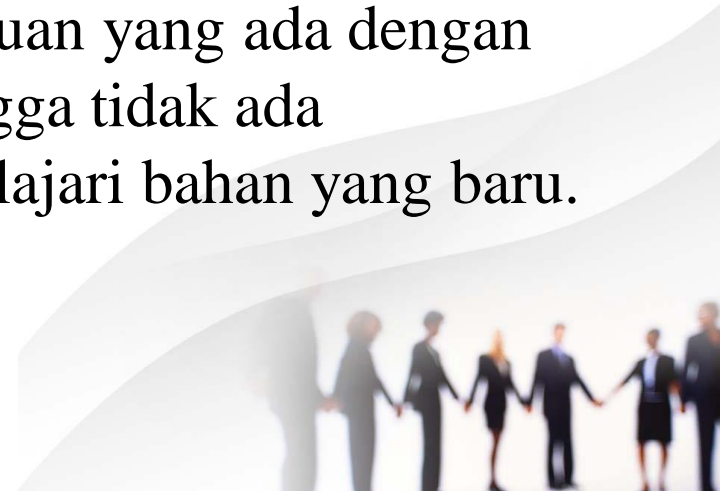 uan yang ada dengan
gga tidak ada
lajari bahan yang baru.